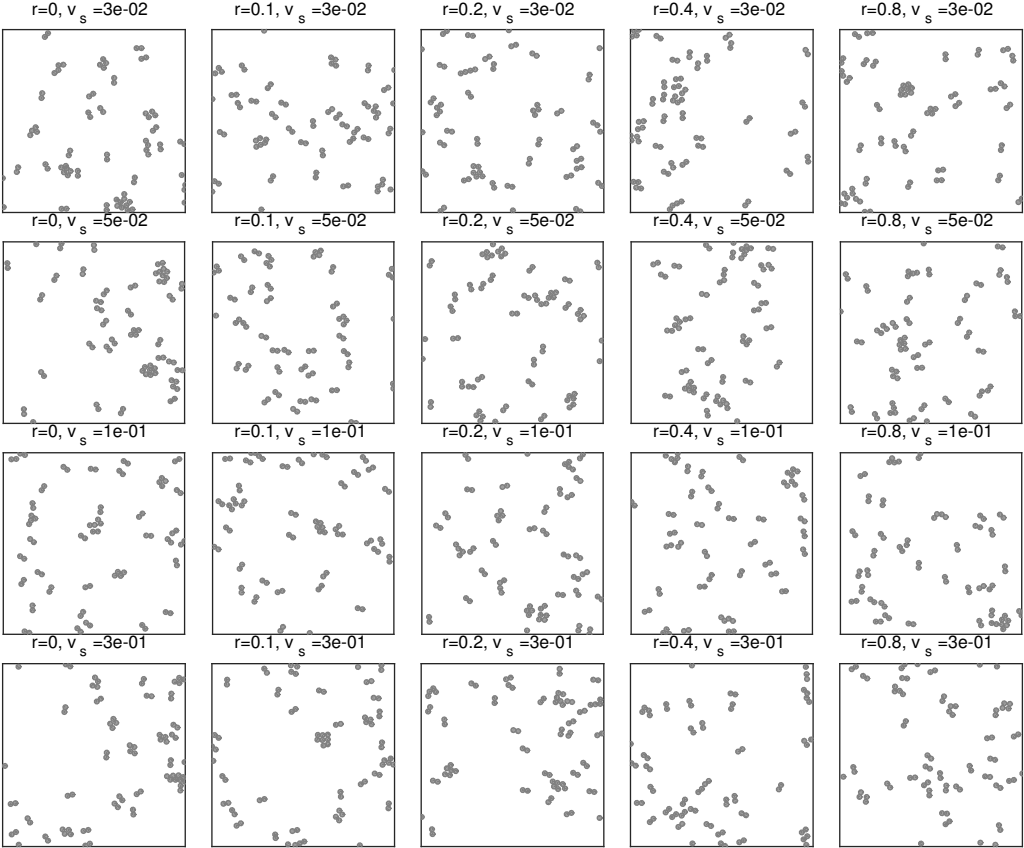 r=0, v s =3e-02 r=0.1, v s =3e-02 r=0.2, v s =3e-02 r=0.4, v s =3e-02 r=0.8, v s =3e-02
r=0, v s =5e-02 r=0.1, v s =5e-02 r=0.2, v s =5e-02 r=0.4, v s =5e-02 r=0.8, v s =5e-02
r=0, v s =1e-01 r=0.1, v s =1e-01 r=0.2, v s =1e-01 r=0.4, v s =1e-01 r=0.8, v s =1e-01
r=0, v s =3e-01 r=0.1, v s =3e-01 r=0.2, v s =3e-01 r=0.4, v s =3e-01 r=0.8, v s =3e-01